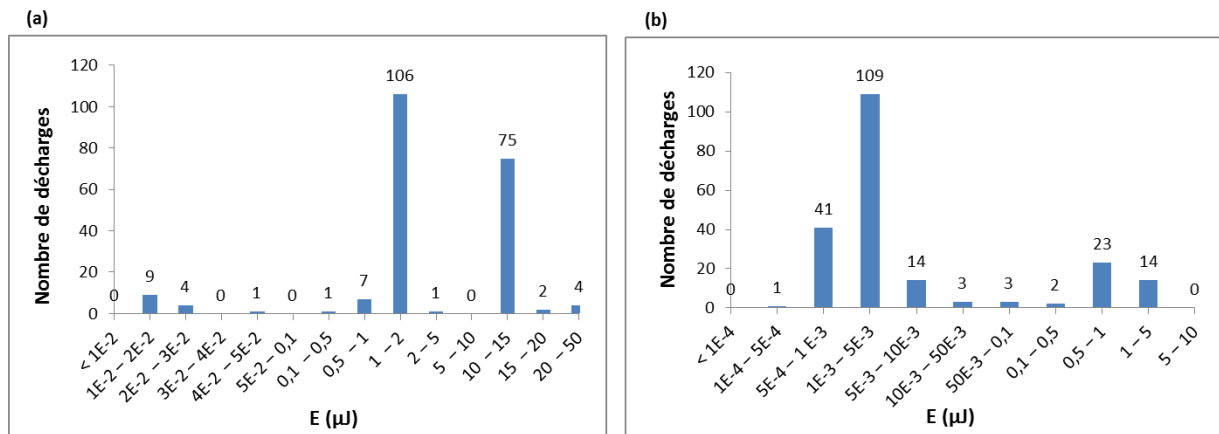 (a)
Nombre de décharges
120
100
80
60
40
20
0
0
9
4
0
1
0
1
7
106
1
0
75
2
4
< 1E-2
1E-2 – 2E-2
2E-2 – 3E-2
3E-2 – 4E-2
4E-2 – 5E-2
5E-2 – 0,1
0,1 – 0,5
0,5 – 1
1 – 2
2 – 5
5 – 10
10 – 15
15 – 20
20 – 50
E (µJ)
(b)
Nombre de décharges
120
100
80
60
40
20
0
0
1
41
109
14
3
3
2
23
14
0
< 1E-4
1E-4 – 5E-4
5E-4 – 1 E-3
1E-3 – 5E-3
5E-3 – 10E-3
10E-3 – 50E-3
50E-3 – 0,1
0,1 – 0,5
0,5 – 1
1 – 5
5 – 10
E (µJ)